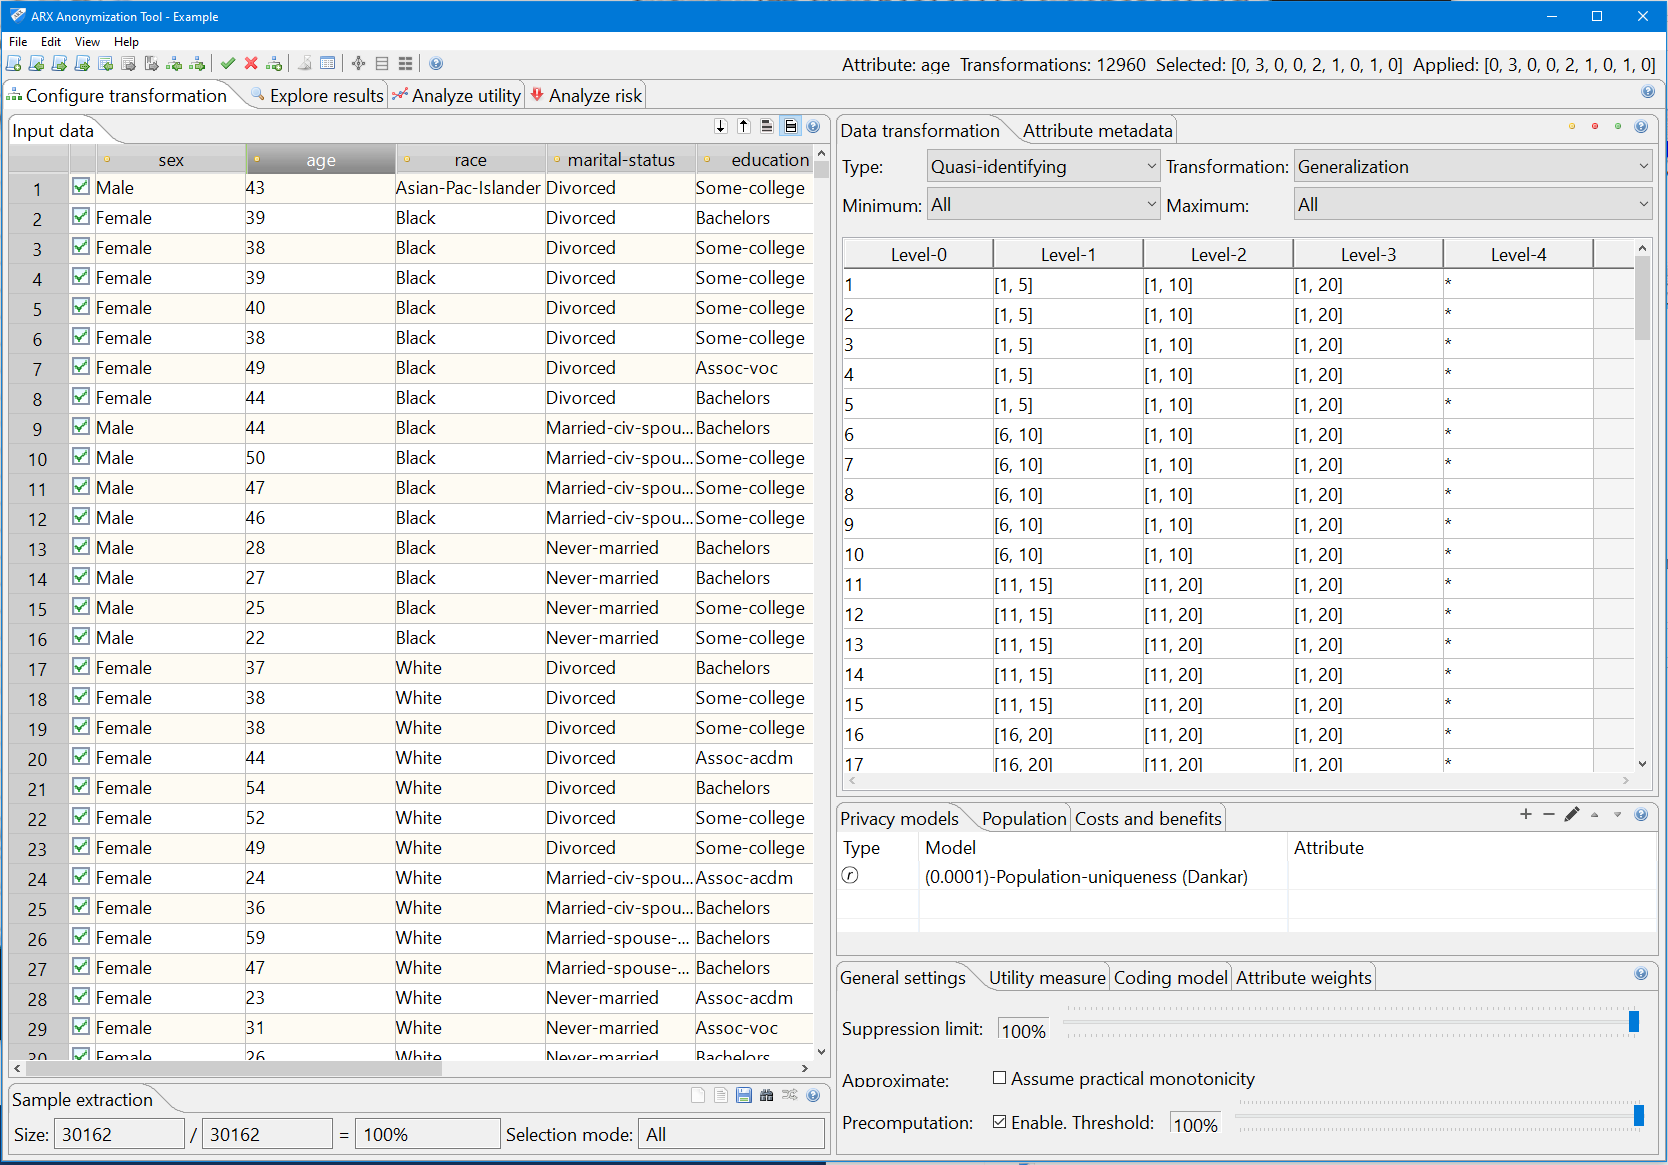 ARX Anonymization Tool - Example
File Edit View Help
Attribute: age Transformations: 12960 Selected: [0, 3, 0, 0, 2, 1, 0, 1, 0] Applied: [0, 3, 0, 0, 2, 1, 0, 1, 0]
Configure transformation Explore results Analyze utility Analyze risk
Input data
sex age race marital-status education
1 Male 43 Asian-Pac-Islander Divorced Some-college
2 Female 39 Black Divorced Bachelors
3 Female 38 Black Divorced Some-college
4 Female 39 Black Divorced Some-college
5 Female 40 Black Divorced Some-college
6 Female 38 Black Divorced Some-college
7 Female 49 Black Divorced Assoc-voc
8 Female 44 Black Divorced Bachelors
9 Male 44 Black Married-civ-spou... Bachelors
10 Male 50 Black Married-civ-spou... Some-college
11 Male 47 Black Married-civ-spou... Some-college
12 Male 46 Black Married-civ-spou... Some-college
13 Male 28 Black Never-married Bachelors
14 Male 27 Black Never-married Bachelors
15 Male 25 Black Never-married Some-college
16 Male 22 Black Never-married Some-college
17 Female 37 White Divorced Bachelors
18 Female 38 White Divorced Some-college
19 Female 38 White Divorced Some-college
20 Female 44 White Divorced Assoc-acdm
21 Female 54 White Divorced Bachelors
22 Female 52 White Divorced Some-college
23 Female 49 White Divorced Some-college
24 Female 24 White Married-civ-spou... Assoc-acdm
25 Female 36 White Married-civ-spou... Bachelors
26 Female 59 White Married-spouse-... Bachelors
27 Female 47 White Married-spouse-... Bachelors
28 Female 23 White Never-married Assoc-acdm
29 Female 31 White Never-married Assoc-voc
30 Female 26 White Never-married Bachelors
Sample extraction
Size: 30162 / 30162 = 100% Selection mode: All
Data transformation Attribute metadata
Type: Quasi-identifying Transformation: Generalization
Minimum: All Maximum: All
Level-0 Level-1 Level-2 Level-3 Level-4
1 [1, 5] [1, 10] [1, 20] *
2 [1, 5] [1, 10] [1, 20] *
3 [1, 5] [1, 10] [1, 20] *
4 [1, 5] [1, 10] [1, 20] *
5 [1, 5] [1, 10] [1, 20] *
6 [6, 10] [1, 10] [1, 20] *
7 [6, 10] [1, 10] [1, 20] *
8 [6, 10] [1, 10] [1, 20] *
9 [6, 10] [1, 10] [1, 20] *
10 [6, 10] [1, 10] [1, 20] *
11 [11, 15] [11, 20] [1, 20] *
12 [11, 15] [11, 20] [1, 20] *
13 [11, 15] [11, 20] [1, 20] *
14 [11, 15] [11, 20] [1, 20] *
15 [11, 15] [11, 20] [1, 20] *
16 [16, 20] [11, 20] [1, 20] *
17 [16, 20] [11, 20] [1, 20] *
Privacy models Population Costs and benefits
Type Model Attribute
r (0.0001)-Population-uniqueness (Dankar)
General settings Utility measure Coding model Attribute weights
Suppression limit: 100%
Approximate: Assume practical monotonicity
Precomputation: Enable. Threshold: 100%